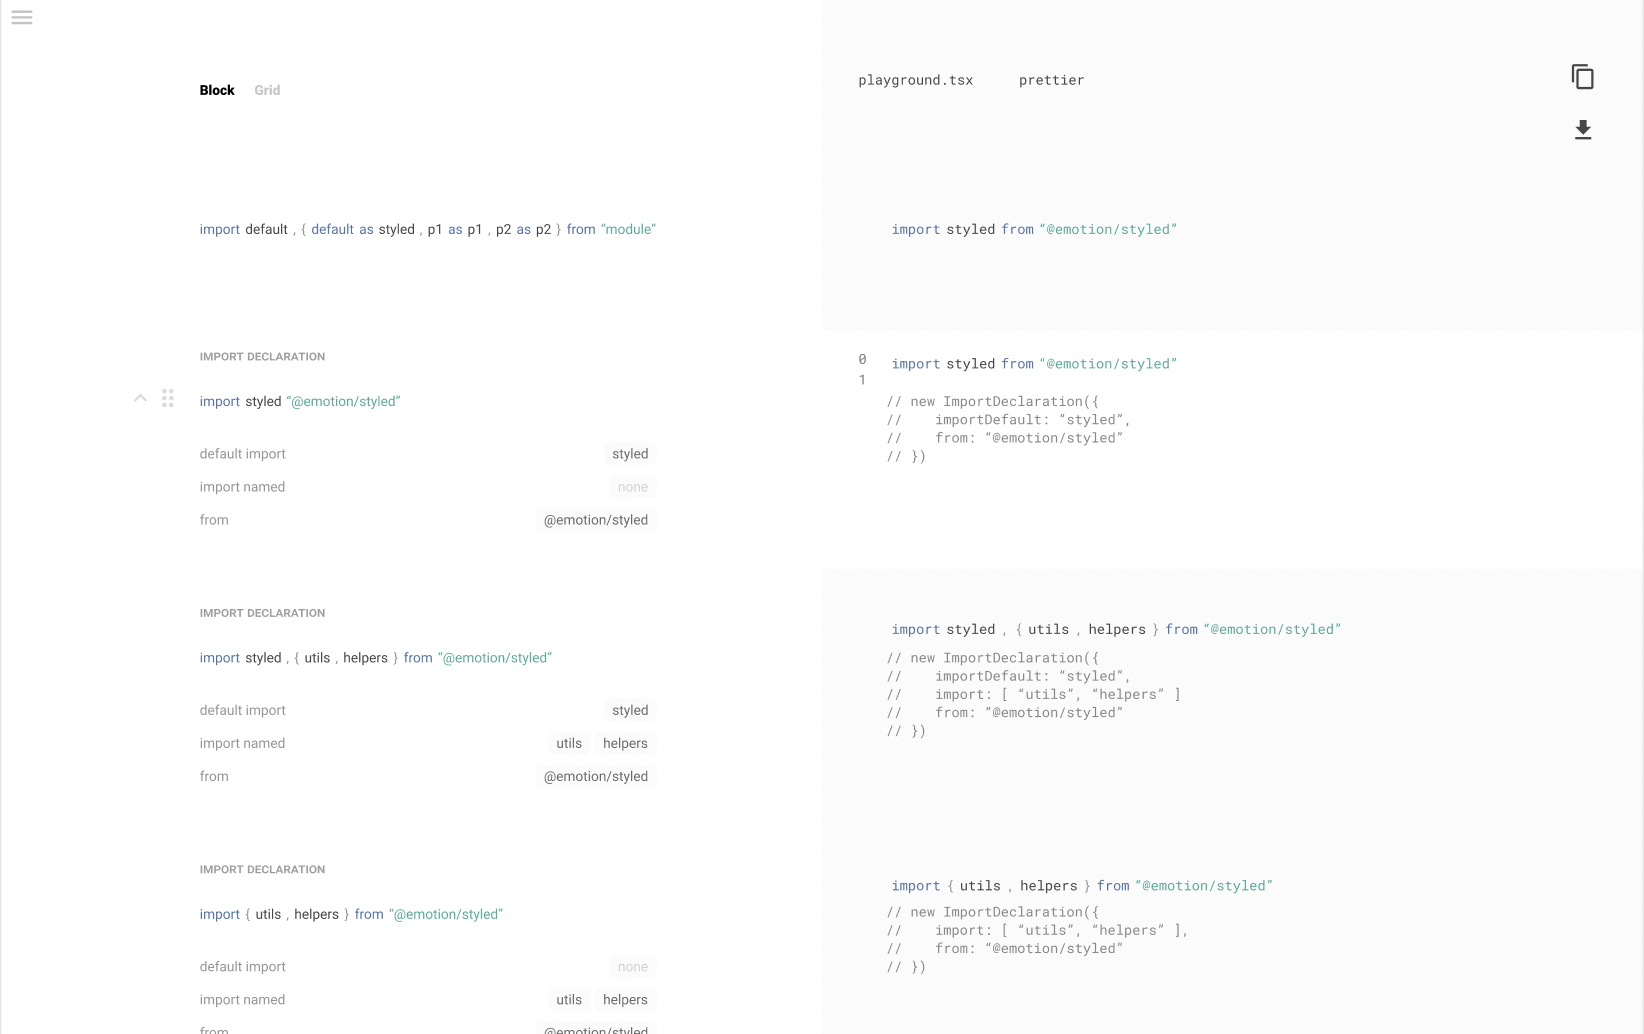 Block Grid
import default , { default as styled , p1 as p1 , p2 as p2 } from “module”
IMPORT DECLARATION
import styled “@emotion/styled”
default import styled
import named none
from @emotion/styled
IMPORT DECLARATION
import styled , { utils , helpers } from “@emotion/styled”
default import styled
import named utils helpers
from @emotion/styled
IMPORT DECLARATION
import { utils , helpers } from “@emotion/styled”
default import none
import named utils helpers
from @emotion/styled
playground.tsx prettier
import styled from “@emotion/styled”
0 import styled from “@emotion/styled”
1
// new ImportDeclaration({
//    importDefault: “styled”,
//    from: “@emotion/styled”
// })
import styled , { utils , helpers } from “@emotion/styled”
// new ImportDeclaration({
//    importDefault: “styled”,
//    import: [ “utils”, “helpers” ]
//    from: “@emotion/styled”
// })
import { utils , helpers } from “@emotion/styled”
// new ImportDeclaration({
//    import: [ “utils”, “helpers” ],
//    from: “@emotion/styled”
// })